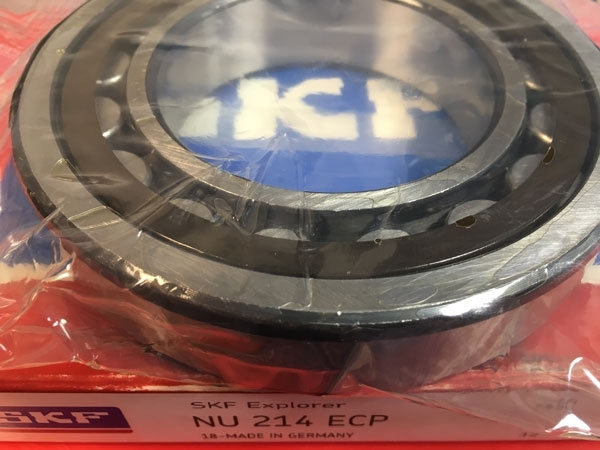 SKF
SKF
SKF Explorer
NU 214 ECP
18-MADE IN GERMANY